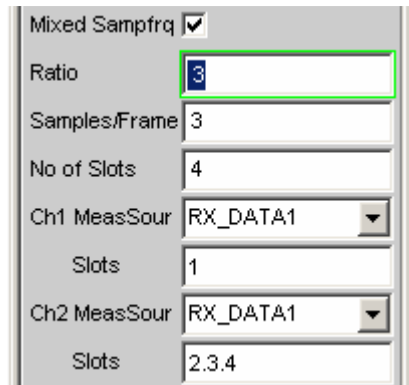 Mixed Sampfrq
Ratio 3
Samples/Frame 3
No of Slots 4
Ch1 MeasSour RX_DATA1
Slots 1
Ch2 MeasSour RX_DATA1
Slots 2.3.4